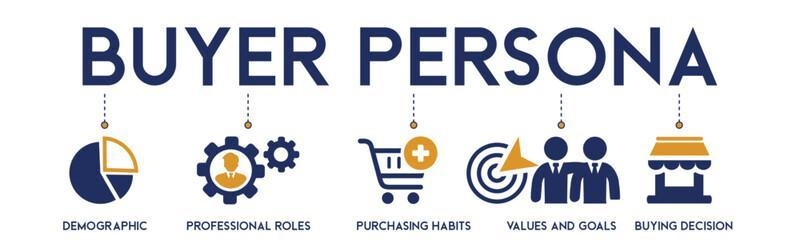 BUYER PERSONA
DEMOGRAPHIC
PROFESSIONAL ROLES
PURCHASING HABITS
VALUES AND GOALS
BUYING DECISION